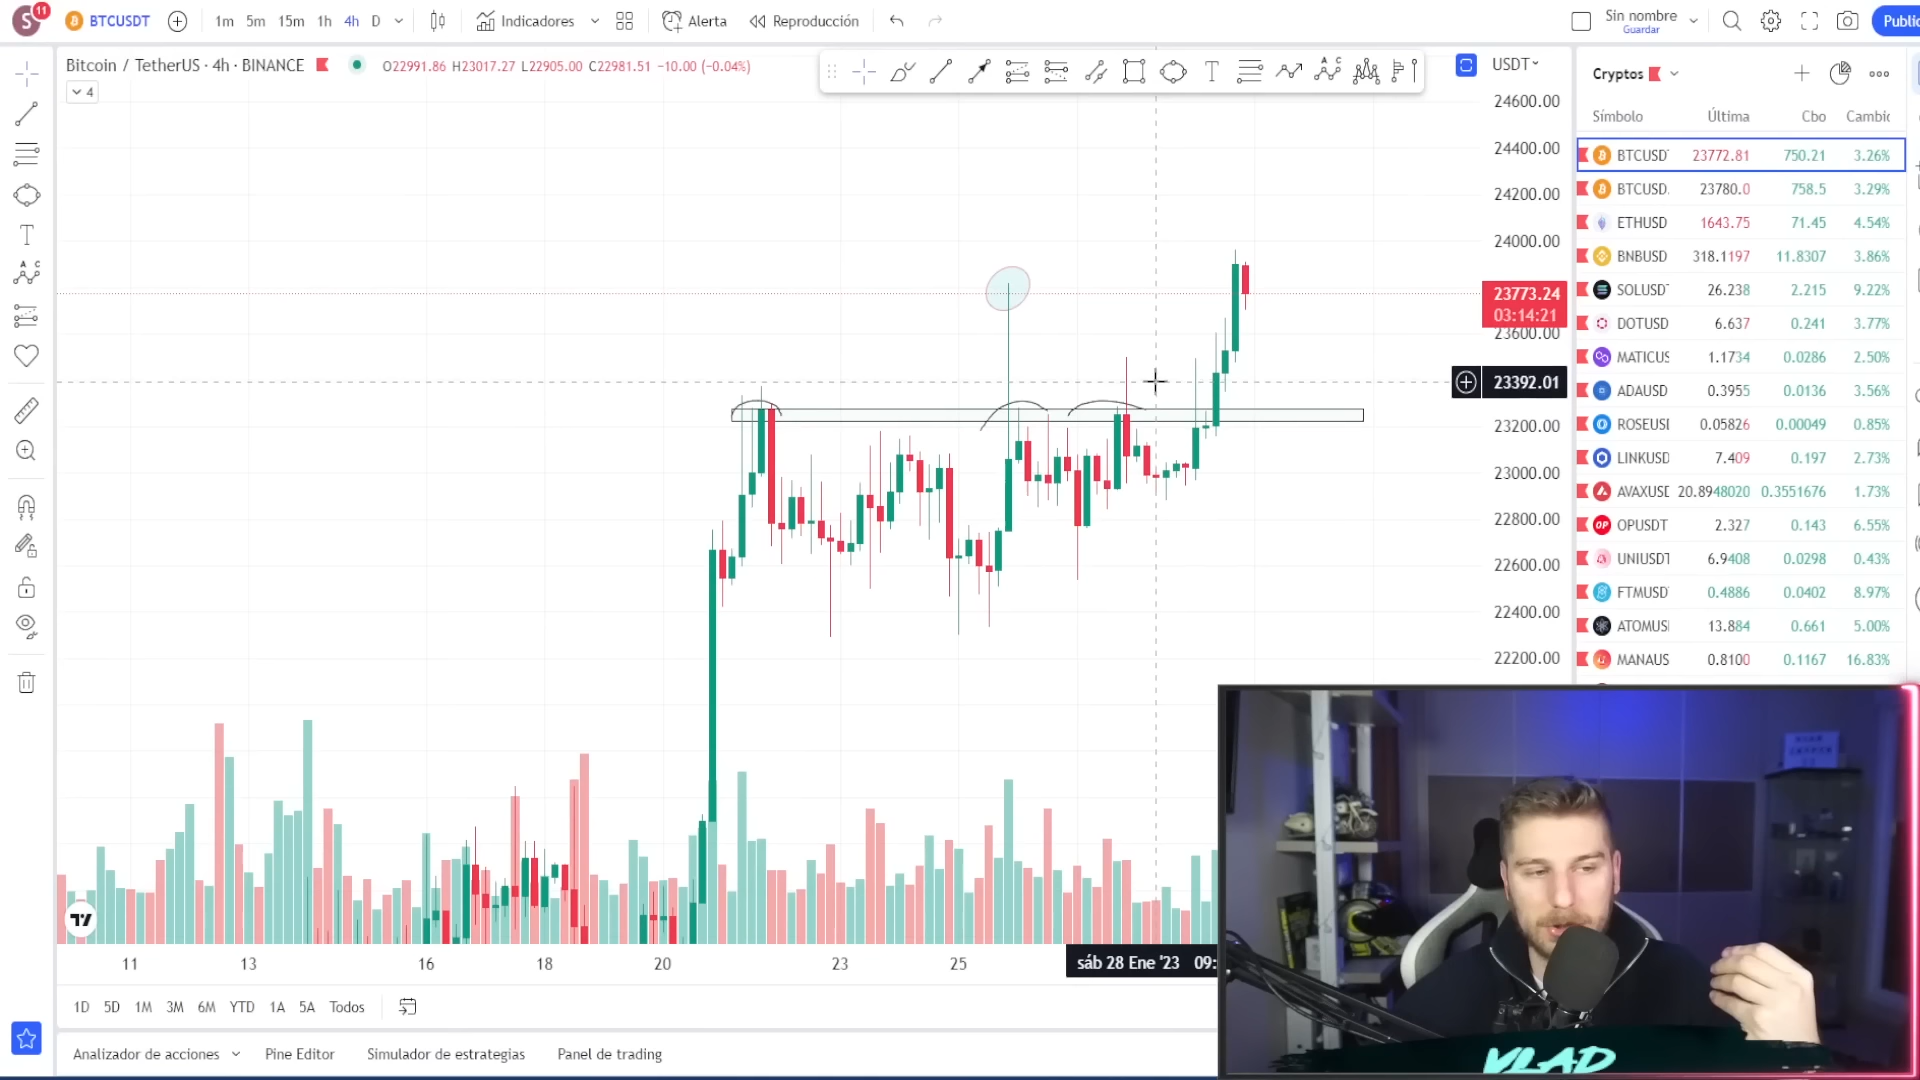 S 11 BTCUSDT 1m 5m 15m 1h 4h D Indicadores Alerta Reproducción Sin nombre Guardar Public
Bitcoin / TetherUS · 4h · BINANCE O22991.86 H23017.27 L22905.00 C22981.51 −10.00 (−0.04%)
4
USDT
24600.00
24400.00
24200.00
24000.00
23773.24
03:14:21
23600.00
23392.01
23200.00
23000.00
22800.00
22600.00
22400.00
22200.00
Cryptos
Símbolo Última Cbo Cambio
BTCUSDT 23772.81 750.21 3.26%
BTCUSD. 23780.0 758.5 3.29%
ETHUSD 1643.75 71.45 4.54%
BNBUSD 318.1197 11.8307 3.86%
SOLUSDT 26.238 2.215 9.22%
DOTUSD 6.637 0.241 3.77%
MATICUS 1.1734 0.0286 2.50%
ADAUSD 0.3955 0.0136 3.56%
ROSEUSD 0.05826 0.00049 0.85%
LINKUSD 7.409 0.197 2.73%
AVAXUSD 20.8948020 0.3551676 1.73%
OPUSDT 2.327 0.143 6.55%
UNIUSDT 6.9408 0.0298 0.43%
FTMUSD 0.4886 0.0402 8.97%
ATOMUS 13.884 0.661 5.00%
MANAUS 0.8100 0.1167 16.83%
11 13 16 18 20 23 25 sáb 28 Ene '23 09:
1D 5D 1M 3M 6M YTD 1A 5A Todos
Analizador de acciones Pine Editor Simulador de estrategias Panel de trading
VLAD